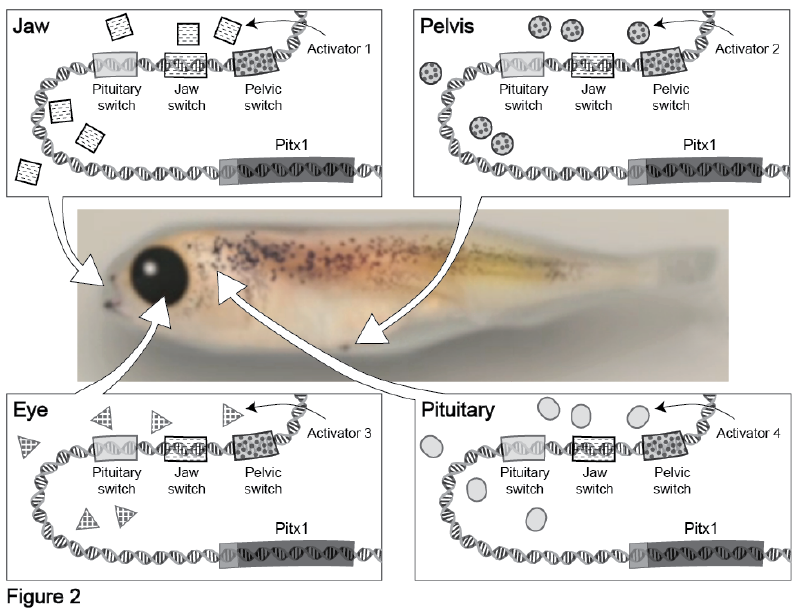 Jaw
Activator 1
Pituitary
switch
Jaw
switch
Pelvic
switch
Pitx1
Pelvis
Activator 2
Pituitary
switch
Jaw
switch
Pelvic
switch
Pitx1
Eye
Activator 3
Pituitary
switch
Jaw
switch
Pelvic
switch
Pitx1
Pituitary
Activator 4
Pituitary
switch
Jaw
switch
Pelvic
switch
Pitx1
Figure 2